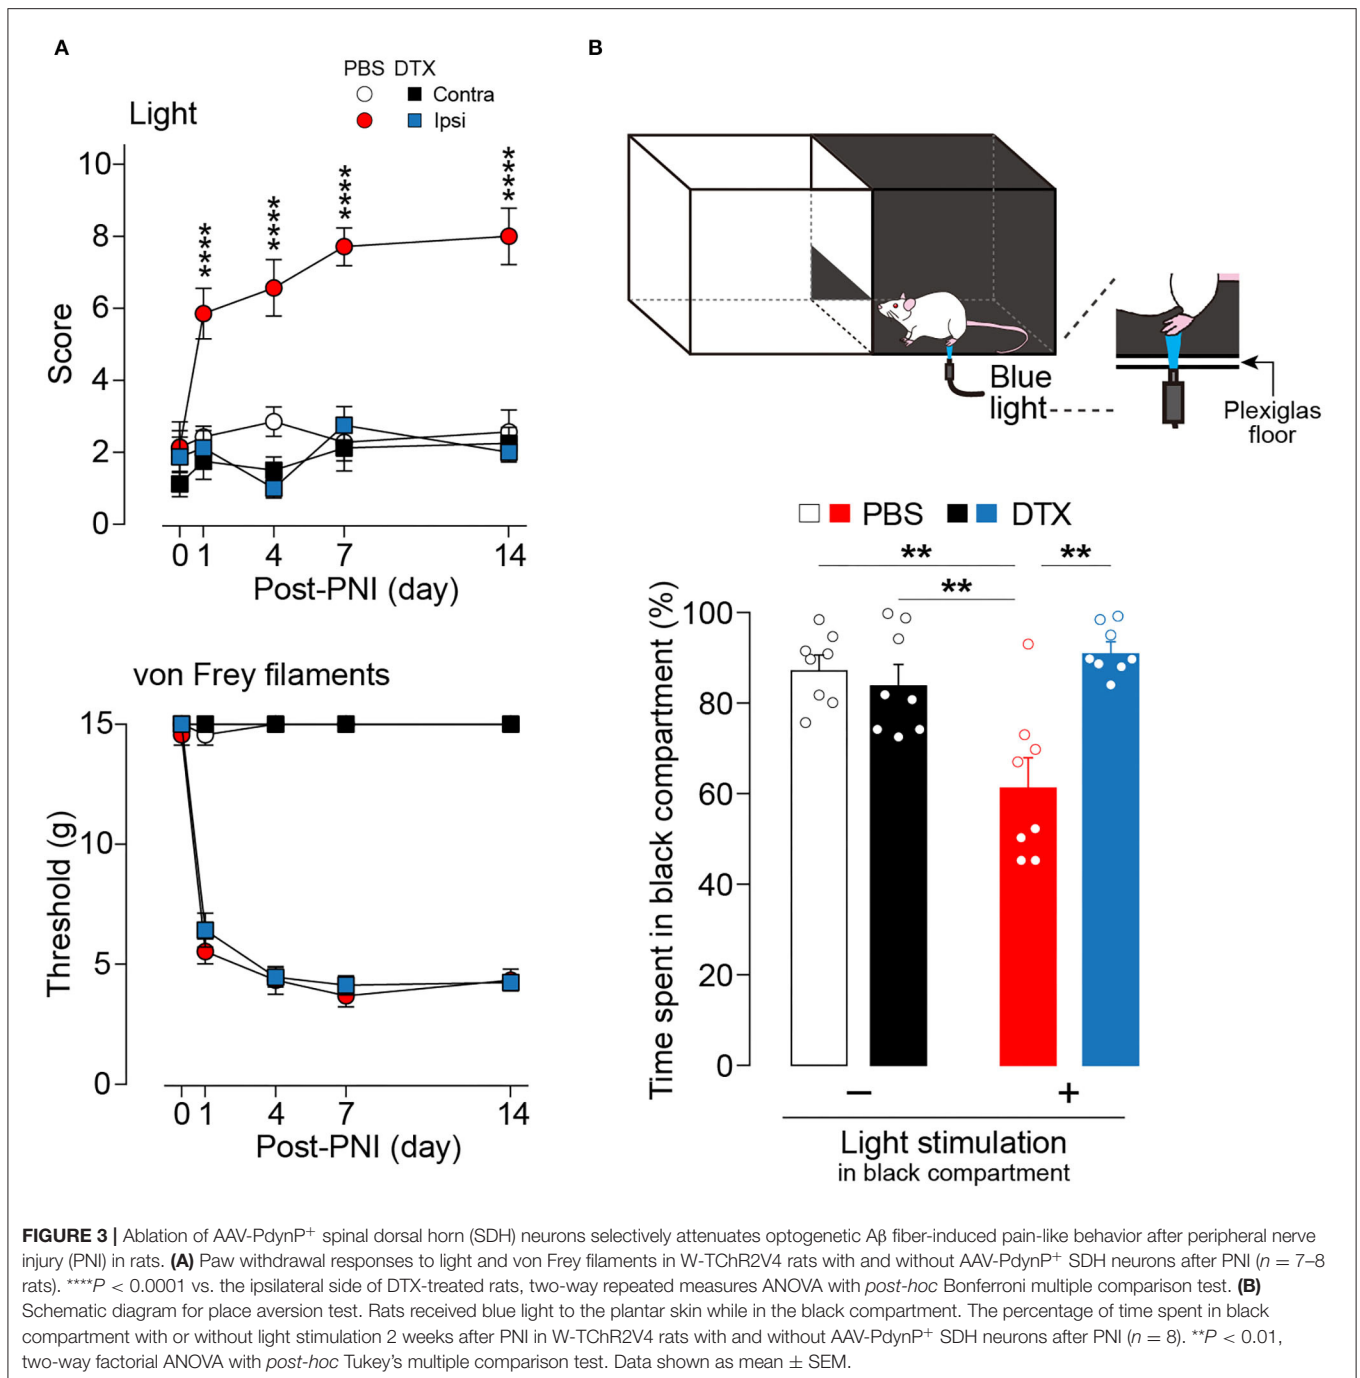 A
PBS DTX
Contra
Ipsi
Light
10
8
6
4
2
0
Score
**** **** **** ****
0 1 4 7 14
Post-PNI (day)
von Frey filaments
15
10
5
0
Threshold (g)
0 1 4 7 14
Post-PNI (day)
B
Blue
light
Plexiglas
floor
PBS DTX
** **
**
100
80
60
40
20
0
Time spent in black compartment (%)
− +
Light stimulation
in black compartment
FIGURE 3 | Ablation of AAV-PdynP⁺ spinal dorsal horn (SDH) neurons selectively attenuates optogenetic Aβ fiber-induced pain-like behavior after peripheral nerve
injury (PNI) in rats. (A) Paw withdrawal responses to light and von Frey filaments in W-TChR2V4 rats with and without AAV-PdynP⁺ SDH neurons after PNI (n = 7–8
rats). ****P < 0.0001 vs. the ipsilateral side of DTX-treated rats, two-way repeated measures ANOVA with post-hoc Bonferroni multiple comparison test. (B)
Schematic diagram for place aversion test. Rats received blue light to the plantar skin while in the black compartment. The percentage of time spent in black
compartment with or without light stimulation 2 weeks after PNI in W-TChR2V4 rats with and without AAV-PdynP⁺ SDH neurons after PNI (n = 8). **P < 0.01,
two-way factorial ANOVA with post-hoc Tukey's multiple comparison test. Data shown as mean ± SEM.